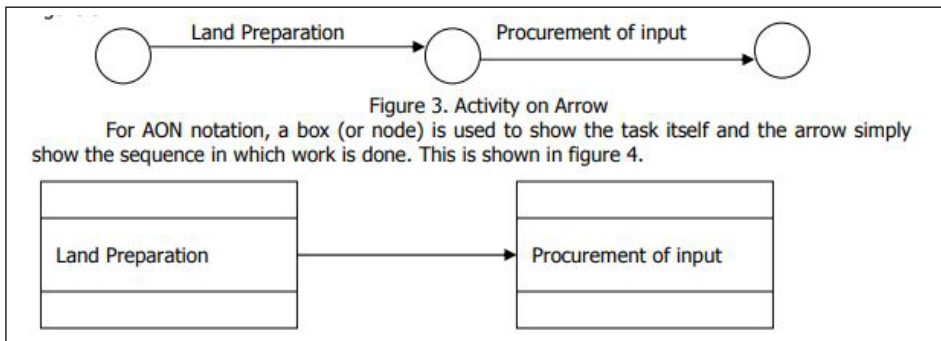 Land Preparation
Procurement of input
Figure 3. Activity on Arrow
For AON notation, a box (or node) is used to show the task itself and the arrow simply
show the sequence in which work is done. This is shown in figure 4.
Land Preparation
Procurement of input